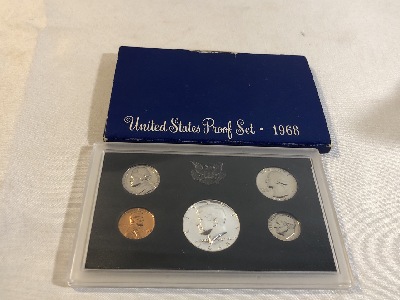 United States Proof Set - 1968